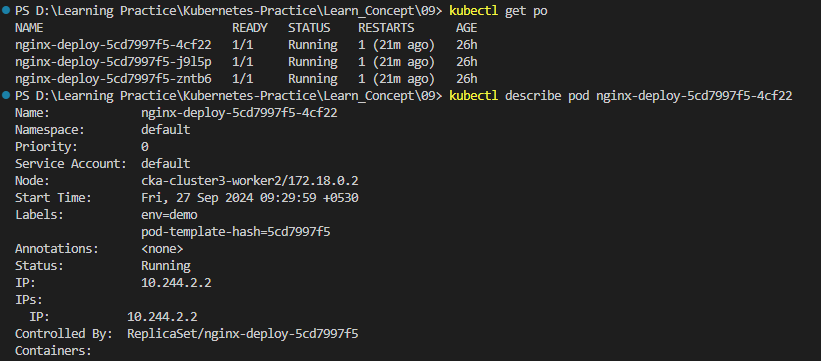 PS D:\Learning Practice\Kubernetes-Practice\Learn_Concept\09> kubectl get po
NAME                            READY   STATUS    RESTARTS      AGE
nginx-deploy-5cd7997f5-4cf22   1/1     Running   1 (21m ago)   26h
nginx-deploy-5cd7997f5-j9l5p   1/1     Running   1 (21m ago)   26h
nginx-deploy-5cd7997f5-zntb6   1/1     Running   1 (21m ago)   26h
PS D:\Learning Practice\Kubernetes-Practice\Learn_Concept\09> kubectl describe pod nginx-deploy-5cd7997f5-4cf22
Name:             nginx-deploy-5cd7997f5-4cf22
Namespace:        default
Priority:         0
Service Account:  default
Node:             cka-cluster3-worker2/172.18.0.2
Start Time:       Fri, 27 Sep 2024 09:29:59 +0530
Labels:           env=demo
                  pod-template-hash=5cd7997f5
Annotations:      <none>
Status:           Running
IP:               10.244.2.2
IPs:
  IP:           10.244.2.2
Controlled By:  ReplicaSet/nginx-deploy-5cd7997f5
Containers: